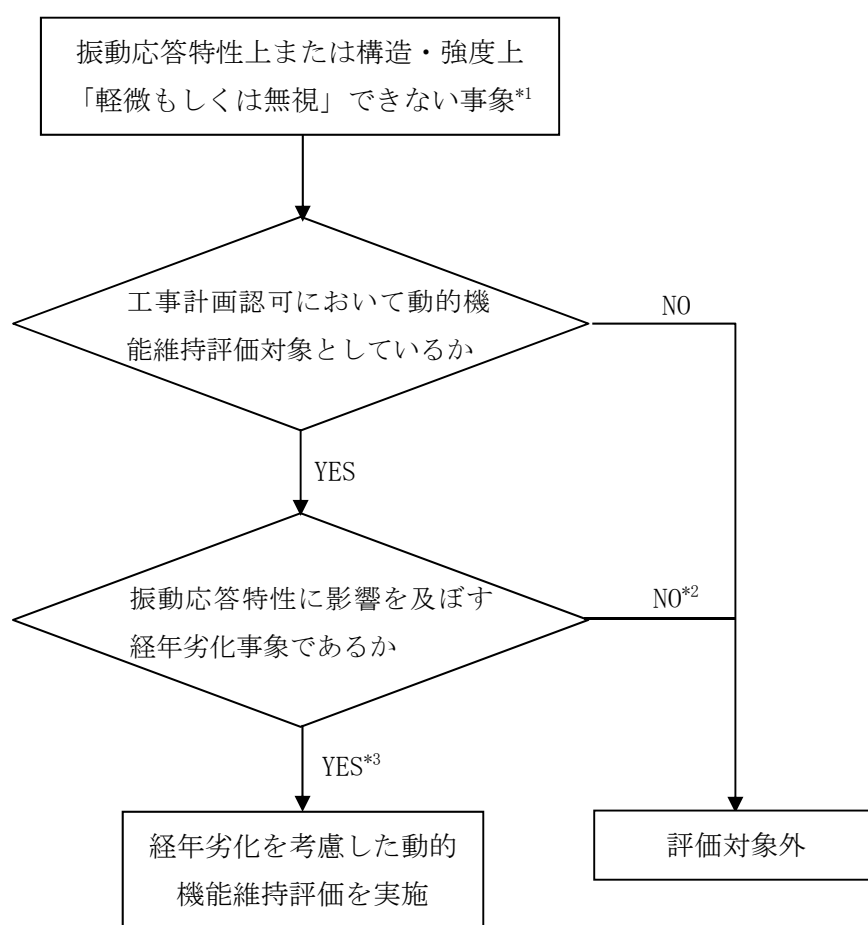 振動応答特性上または構造・強度上
「軽微もしくは無視」できない事象*1
工事計画認可において動的機
能維持評価対象としているか
NO
YES
振動応答特性に影響を及ぼす
経年劣化事象であるか
NO*2
YES*3
経年劣化を考慮した動的
機能維持評価を実施
評価対象外